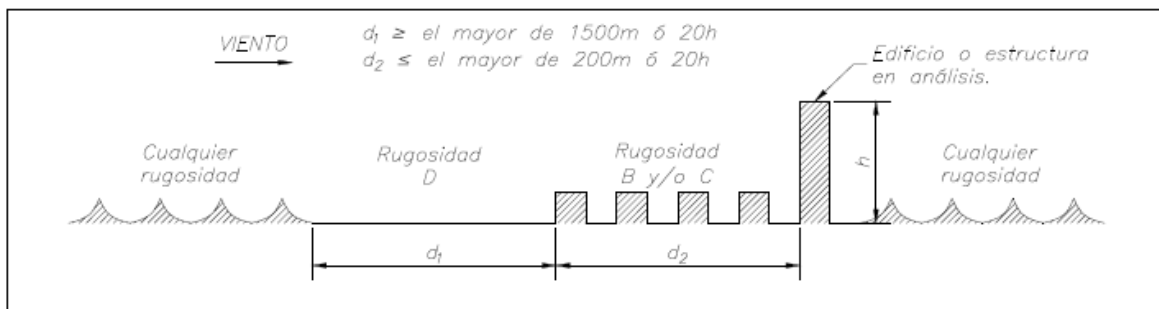 VIENTO
d₁ ≥ el mayor de 1500m ó 20h
d₂ ≤ el mayor de 200m ó 20h
Edificio o estructura
en análisis.
Cualquier
rugosidad
Rugosidad
D
Rugosidad
B y/o C
h
Cualquier
rugosidad
d₁
d₂